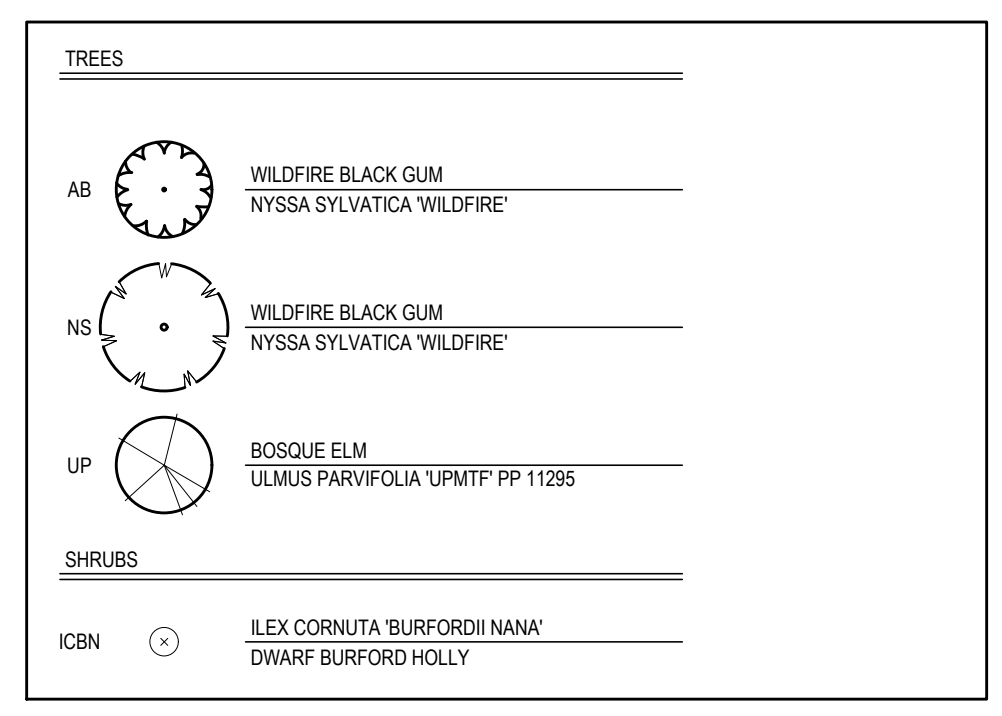 TREES
AB
WILDFIRE BLACK GUM
NYSSA SYLVATICA 'WILDFIRE'
NS
WILDFIRE BLACK GUM
NYSSA SYLVATICA 'WILDFIRE'
UP
BOSQUE ELM
ULMUS PARVIFOLIA 'UPMTF' PP 11295
SHRUBS
ICBN
ILEX CORNUTA 'BURFORDII NANA'
DWARF BURFORD HOLLY